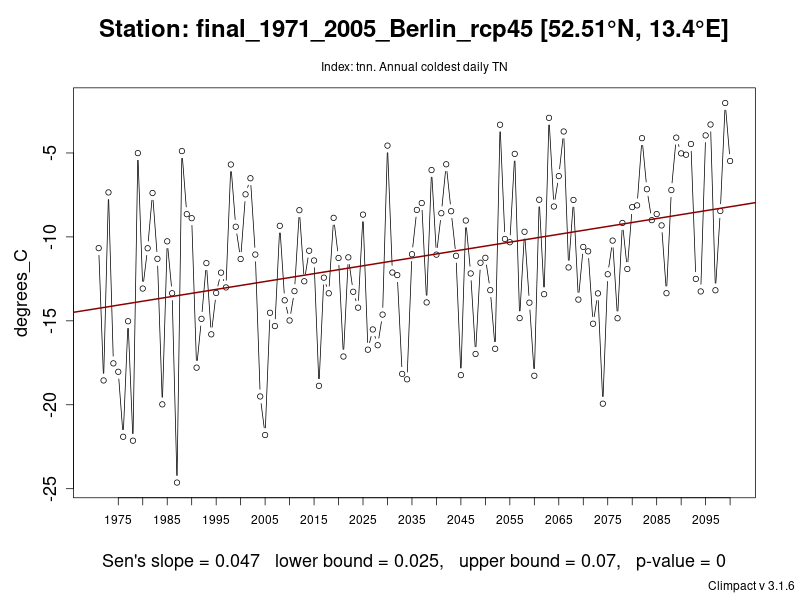 Station: final_1971_2005_Berlin_rcp45 [52.51°N, 13.4°E]
Index: tnn. Annual coldest daily TN
degrees_C
-5
-10
-15
-20
-25
1975 1985 1995 2005 2015 2025 2035 2045 2055 2065 2075 2085 2095
Sen's slope = 0.047 lower bound = 0.025, upper bound = 0.07, p-value = 0
Climpact v 3.1.6